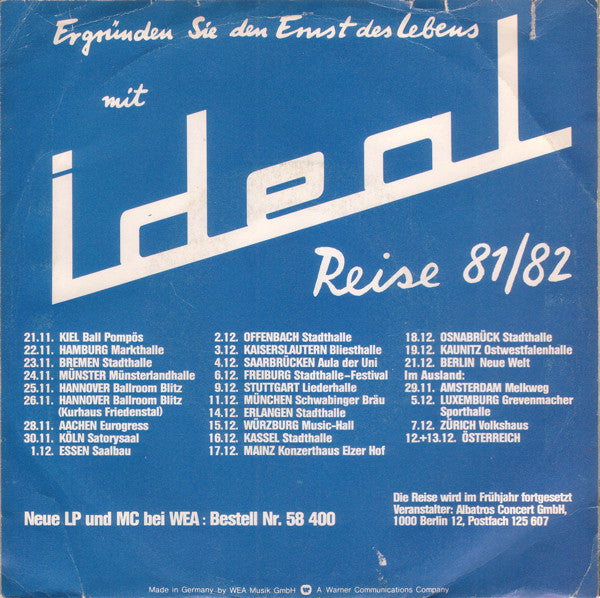 Ergründen Sie den Ernst des Lebens
mit
ideal
Reise 81/82
21.11. KIEL Ball Pompös
22.11. HAMBURG Markthalle
23.11. BREMEN Stadthalle
24.11. MÜNSTER Münsterlandhalle
25.11. HANNOVER Ballroom Blitz
26.11. HANNOVER Ballroom Blitz
(Kurhaus Friedenstal)
28.11. AACHEN Eurogress
30.11. KÖLN Satorysaal
1.12. ESSEN Saalbau
2.12. OFFENBACH Stadthalle
3.12. KAISERSLAUTERN Bliesthalle
4.12. SAARBRÜCKEN Aula der Uni
6.12. FREIBURG Stadthalle-Festival
9.12. STUTTGART Liederhalle
11.12. MÜNCHEN Schwabinger Bräu
14.12. ERLANGEN Stadthalle
15.12. WÜRZBURG Music-Hall
16.12. KASSEL Stadthalle
17.12. MAINZ Konzerthaus Elzer Hof
18.12. OSNABRÜCK Stadthalle
19.12. KAUNITZ Ostwestfalenhalle
21.12. BERLIN Neue Welt
Im Ausland:
29.11. AMSTERDAM Melkweg
5.12. LUXEMBURG Grevenmacher
Sporthalle
7.12. ZÜRICH Volkshaus
12.+13.12. ÖSTERREICH
Neue LP und MC bei WEA: Bestell Nr. 58 400
Die Reise wird im Frühjahr fortgesetzt
Veranstalter: Albatros Concert GmbH,
1000 Berlin 12, Postfach 125 607
Made in Germany by WEA Musik GmbH A Warner Communications Company